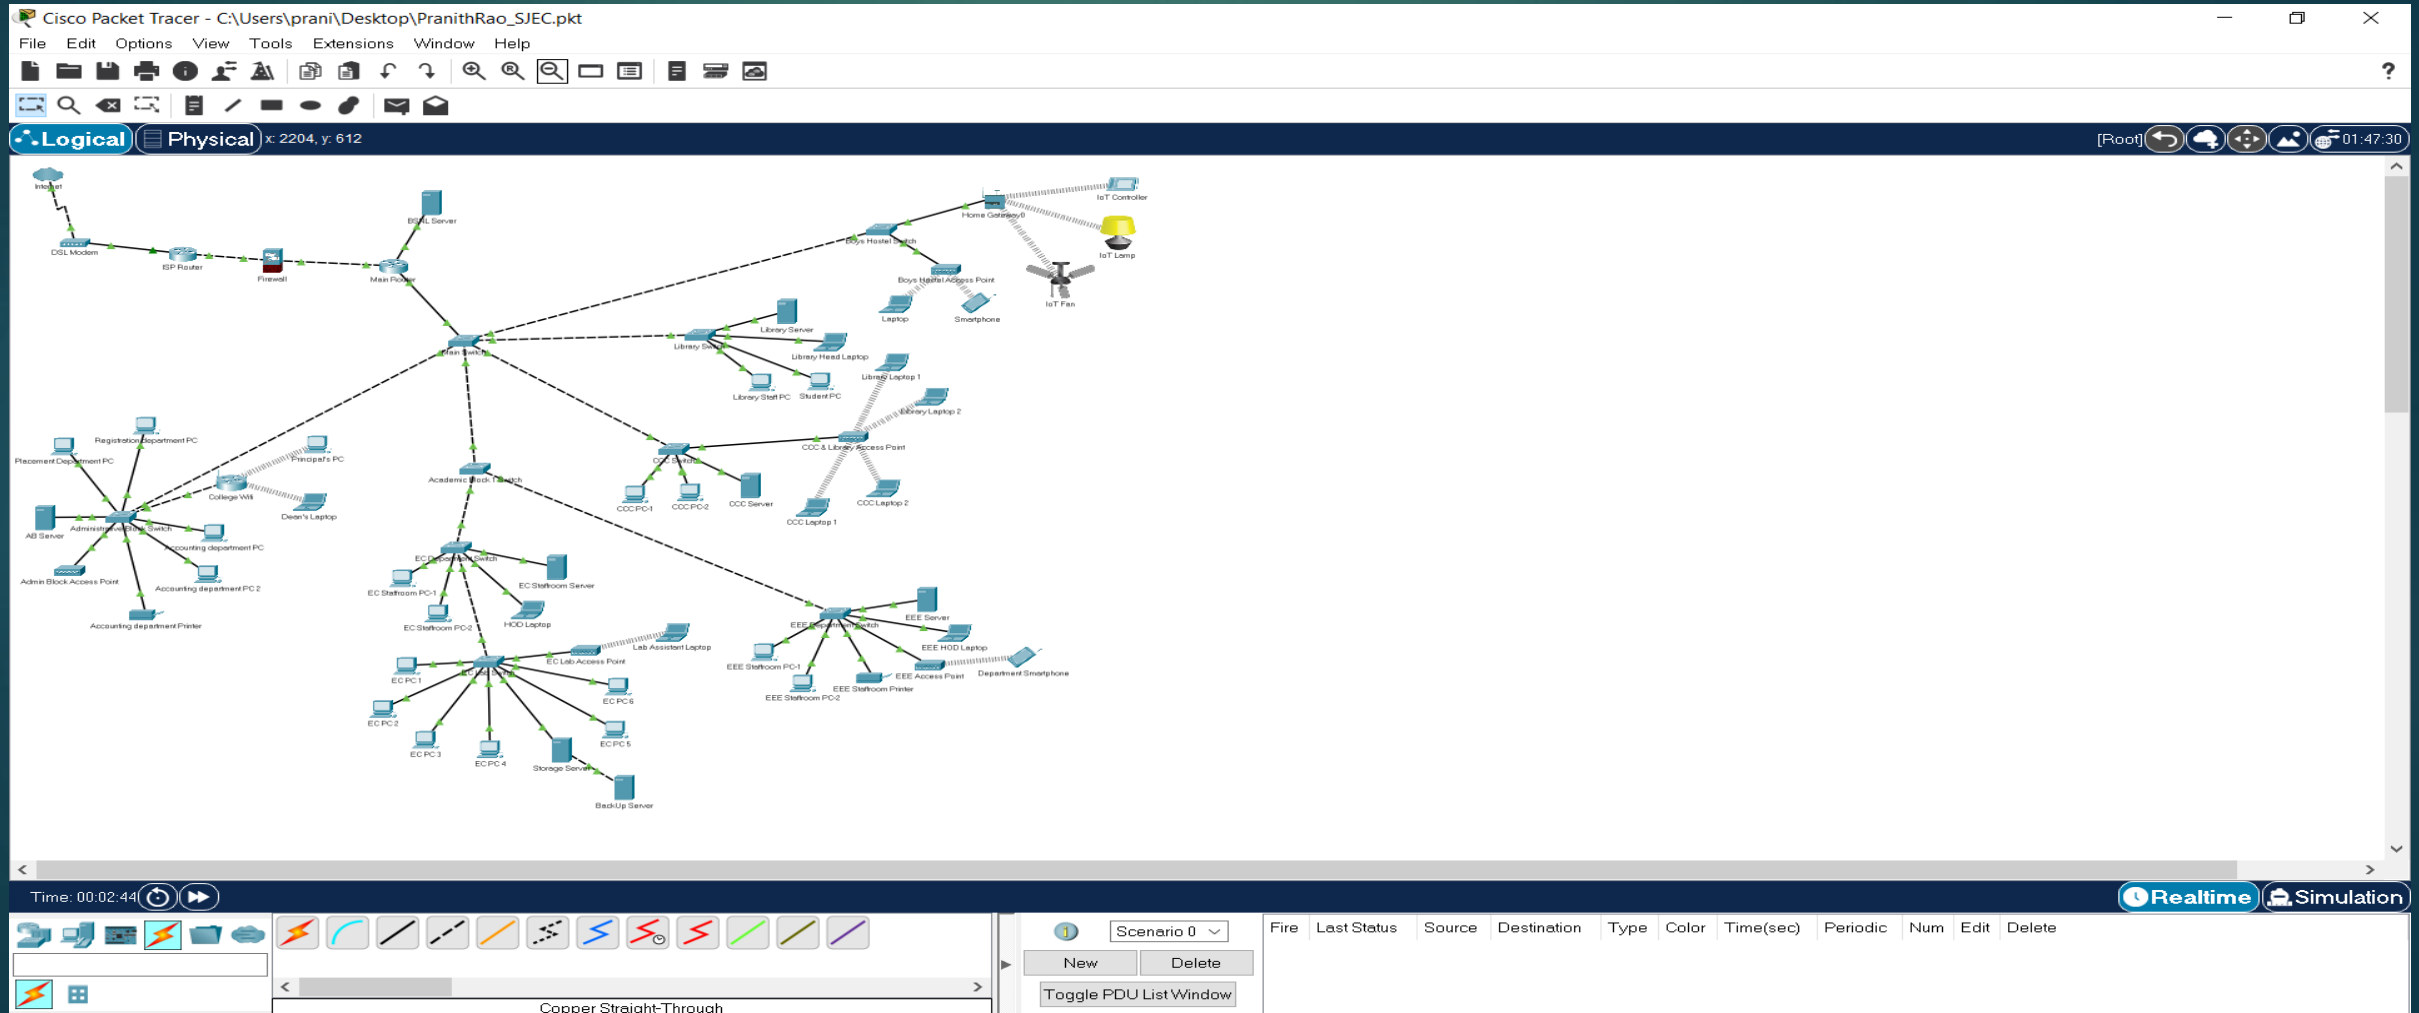 Cisco Packet Tracer - C:\Users\prani\Desktop\PranithRao_SJEC.pkt
File Edit Options View Tools Extensions Window Help
?
Logical Physical x: 2204, y: 612
[Root] 01:47:30
Internet
BSNL Server
DSL Modem
ISP Router
Firewall
Main Router
Main Switch
IoT Controller
Home Gateway0
Boys Hostel Switch
IoT Lamp
Boys Hostel Access Point
IoT Fan
Laptop
Smartphone
Library Server
Library Switch
Library Head Laptop
Library Laptop 1
Library Staff PC
Student PC
Library Laptop 2
Registration department PC
Placement Department PC
Principal's PC
College Wifi
Dean's Laptop
CCC Switch
CCC & Library Access Point
CCC PC-1
CCC PC-2
CCC Server
CCC Laptop 2
CCC Laptop 1
Academic Block 1 Switch
Administrative Block Switch
AB Server
Accounting department PC
Admin Block Access Point
Accounting department PC 2
Accounting department Printer
EC Department Switch
EC Staffroom Server
EC Staffroom PC-1
EC Staffroom PC-2
HOD Laptop
Lab Assistant Laptop
EC Lab Access Point
EC Lab Switch
EC PC 1
EC PC 2
EC PC 3
EC PC 4
EC PC 5
EC PC 6
Storage Server
BackUp Server
EEE Server
EEE Department Switch
EEE HOD Laptop
EEE Staffroom PC-1
EEE Staffroom PC-2
EEE Staffroom Printer
EEE Access Point
Department Smartphone
Time: 00:02:44
Realtime Simulation
Scenario 0
Fire Last Status Source Destination Type Color Time(sec) Periodic Num Edit Delete
New Delete
Toggle PDU List Window
Copper Straight-Through